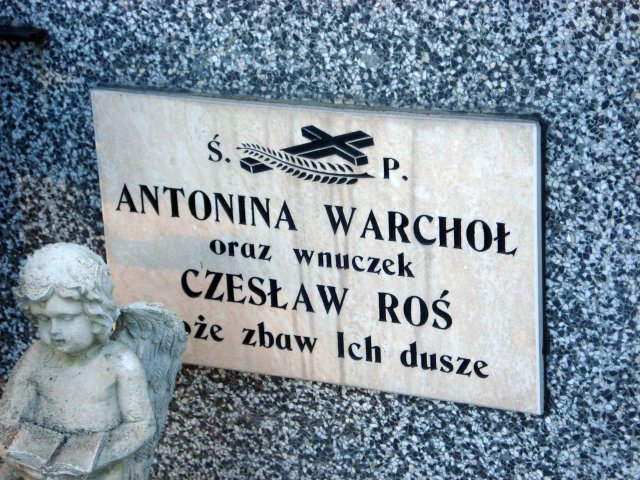 Ś. P.
ANTONINA WARCHOŁ
oraz wnuczek
CZESŁAW ROŚ
zbaw Ich dusze